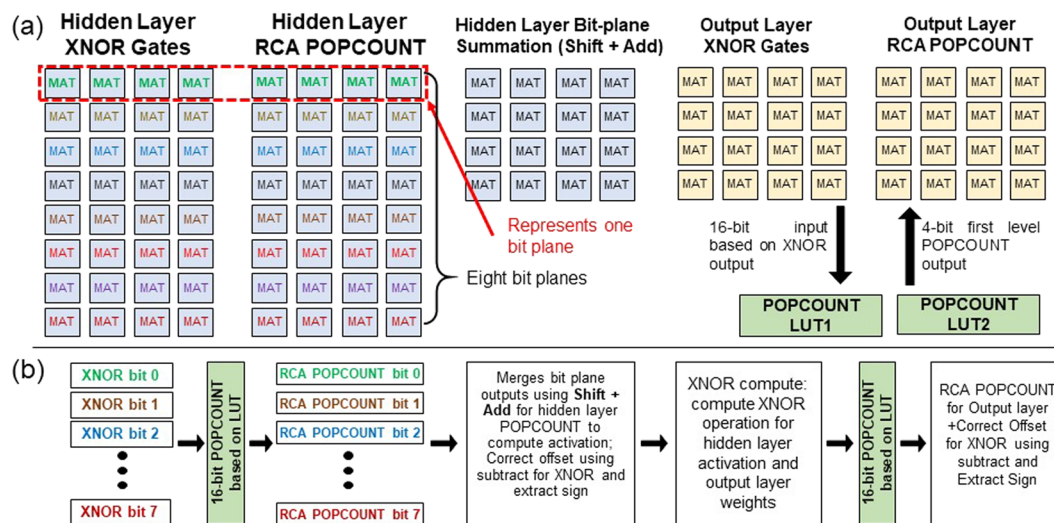 (a)
Hidden Layer
XNOR Gates
Hidden Layer
RCA POPCOUNT
Hidden Layer Bit-plane
Summation (Shift + Add)
Output Layer
XNOR Gates
Output Layer
RCA POPCOUNT
MAT MAT MAT MAT MAT MAT MAT MAT MAT MAT MAT MAT MAT MAT MAT MAT MAT MAT MAT MAT
MAT MAT MAT MAT MAT MAT MAT MAT MAT MAT MAT MAT MAT MAT MAT MAT MAT MAT MAT MAT
MAT MAT MAT MAT MAT MAT MAT MAT MAT MAT MAT MAT MAT MAT MAT MAT MAT MAT MAT MAT
MAT MAT MAT MAT MAT MAT MAT MAT MAT MAT MAT MAT MAT MAT MAT MAT MAT MAT MAT MAT
MAT MAT MAT MAT MAT MAT MAT MAT
MAT MAT MAT MAT MAT MAT MAT MAT
MAT MAT MAT MAT MAT MAT MAT MAT
MAT MAT MAT MAT MAT MAT MAT MAT
Represents one
bit plane
Eight bit planes
16-bit input
based on XNOR
output
4-bit first level
POPCOUNT
output
POPCOUNT
LUT1
POPCOUNT
LUT2
(b)
XNOR bit 0
XNOR bit 1
XNOR bit 2
XNOR bit 7
16-bit POPCOUNT
based on LUT
RCA POPCOUNT bit 0
RCA POPCOUNT bit 1
RCA POPCOUNT bit 2
RCA POPCOUNT bit 7
Merges bit plane
outputs using Shift +
Add for hidden layer
POPCOUNT to
compute activation;
Correct offset using
subtract for XNOR and
extract sign
XNOR compute:
compute XNOR
operation for
hidden layer
activation and
output layer
weights
16-bit POPCOUNT
based on LUT
RCA POPCOUNT
for Output layer
+Correct Offset
for XNOR using
subtract and
Extract Sign